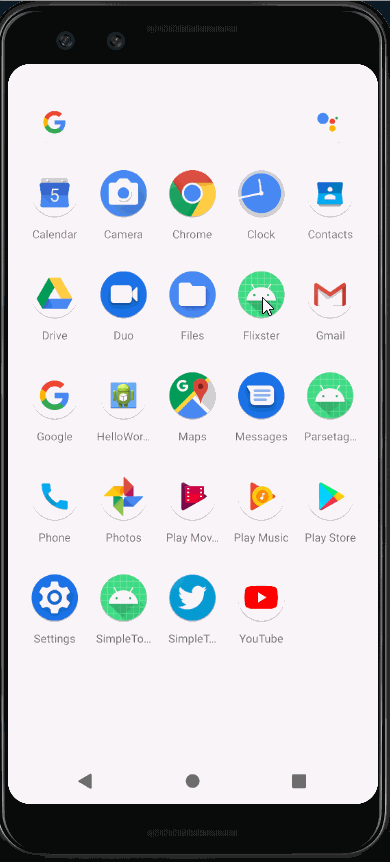 G
5
Calendar Camera Chrome Clock Contacts
Drive Duo Files Flixster Gmail
G G
Google HelloWor... Maps Messages Parsetag...
Phone Photos Play Mov... Play Music Play Store
Settings SimpleTo... SimpleT... YouTube